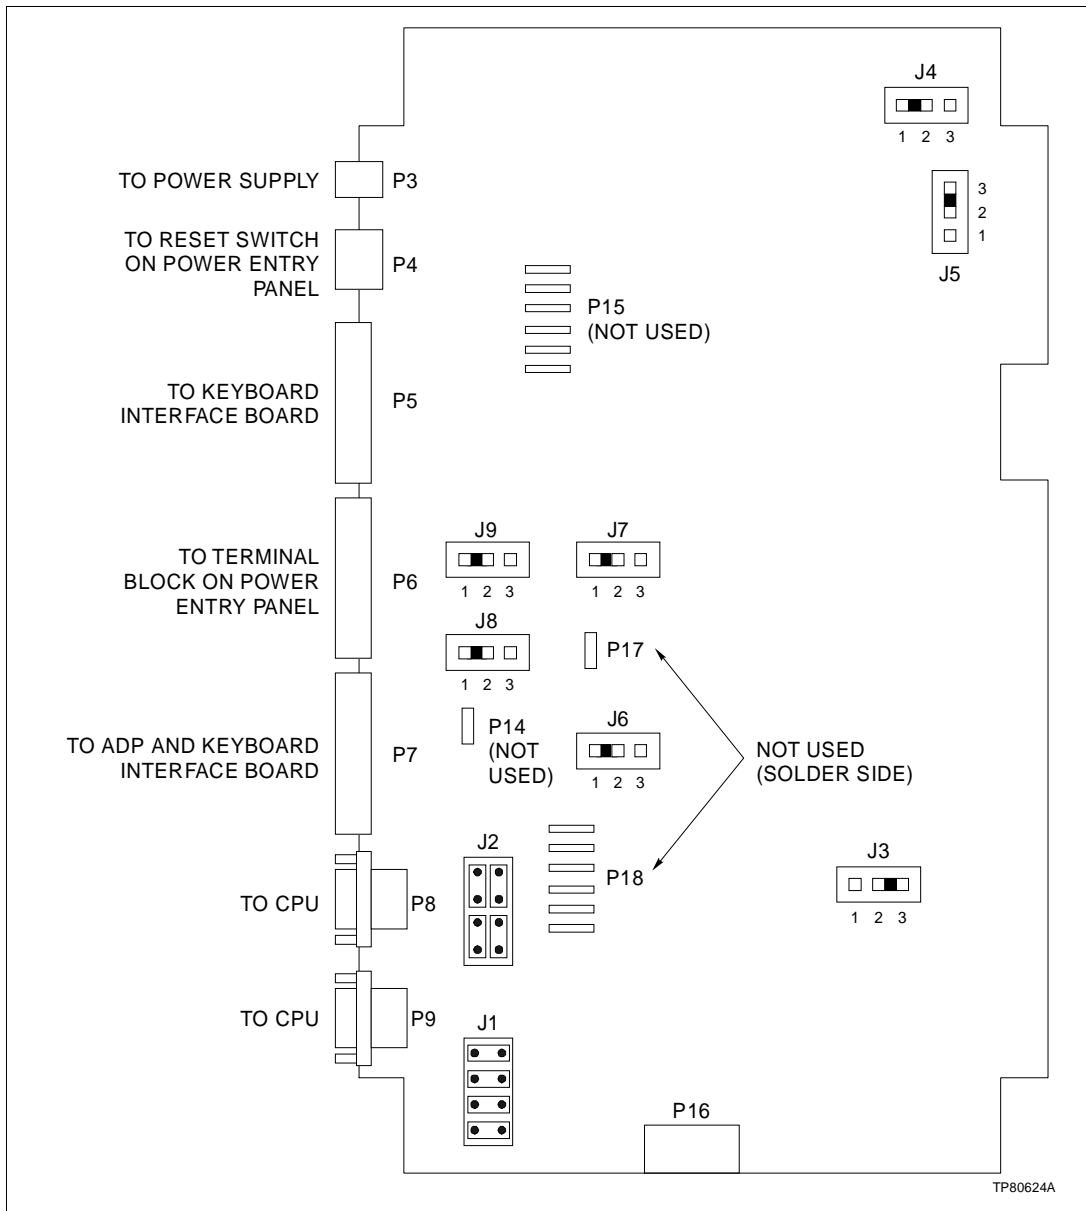 J4
1 2 3
TO POWER SUPPLY
P3
3
2
1
J5
TO RESET SWITCH
ON POWER ENTRY
PANEL
P4
P15
(NOT USED)
TO KEYBOARD
INTERFACE BOARD
P5
J9
1 2 3
J7
1 2 3
TO TERMINAL
BLOCK ON POWER
ENTRY PANEL
P6
J8
1 2 3
P17
TO ADP AND KEYBOARD
INTERFACE BOARD
P7
P14
(NOT
USED)
J6
1 2 3
NOT USED
(SOLDER SIDE)
J2
P18
J3
1 2 3
TO CPU
P8
TO CPU
P9
J1
P16
TP80624A